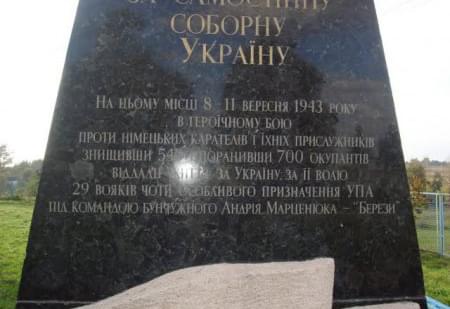 ЗА САМОСТІЙНУ
СОБОРНУ
УКРАЇНУ
НА ЦЬОМУ МІСЦІ 8 - 11 ВЕРЕСНЯ 1943 РОКУ
В ГЕРОЇЧНОМУ БОЮ
ПРОТИ НІМЕЦЬКИХ КАРАТЕЛІВ І ЇХНІХ ПРИСЛУЖНИКІВ
ЗНИЩИВШИ ПОРАНИВШИ 700 ОКУПАНТІВ
ВІДДАЛИ ЗА УКРАЇНУ, ЗА ЇЇ ВОЛЮ
29 ВОЯКІВ ЧОТИ ОСОБЛИВОГО ПРИЗНАЧЕННЯ УПА
ПІД КОМАНДОЮ БУНЧУЖНОГО АНДРІЯ МАРЦЕНЮКА – "БЕРЕЗИ"